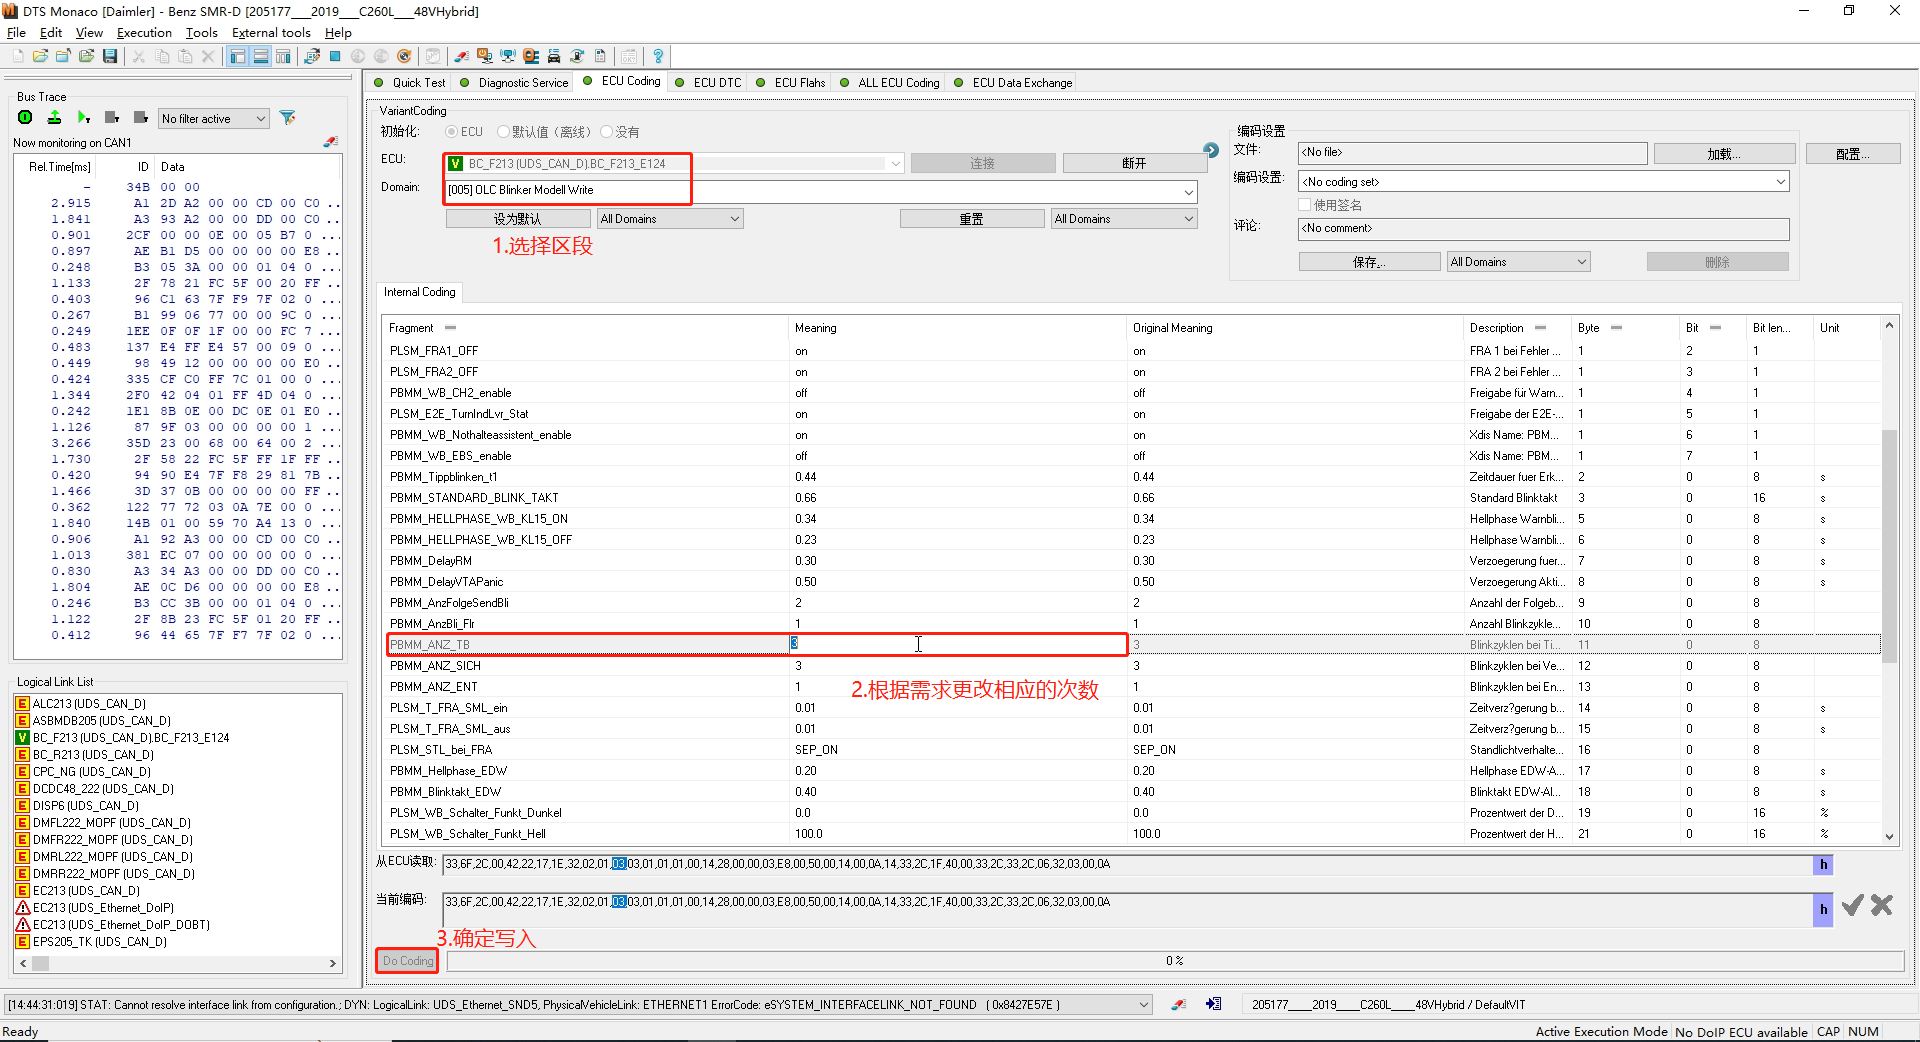 DTS Monaco [Daimler] - Benz SMR-D [205177___2019___C260L___48VHybrid]
File Edit View Execution Tools External tools Help
Bus Trace
No filter active
Now monitoring on CAN1
Rel.Time[ms] ID Data
– 34B 00 00
2.915 A1 2D A2 00 00 CD 00 C0 ...
1.841 A3 93 A2 00 00 DD 00 C0 ...
0.901 2CF 00 00 0E 00 05 B7 0 ...
0.897 AE B1 D5 00 00 00 00 E8 ...
0.248 B3 05 3A 00 00 01 04 0 ...
1.133 2F 78 21 FC 5F 00 20 FF ...
0.403 96 C1 63 7F F9 7F 02 0 ...
0.267 B1 99 06 77 00 00 9C 0 ...
0.249 1EE 0F 0F 1F 00 00 FC 7 ...
0.483 137 E4 FF E4 57 00 09 0 ...
0.449 98 49 12 00 00 00 00 E0 ...
0.424 335 CF C0 FF 7C 01 00 0 ...
1.344 2F0 42 04 01 FF 4D 04 0 ...
0.242 1E1 8B 0E 00 DC 0E 01 E0 ...
1.126 87 9F 03 00 00 00 00 1 ...
3.266 35D 23 00 68 00 64 00 2 ...
1.730 2F 58 22 FC 5F FF 1F FF ...
0.420 94 90 E4 7F F8 29 81 7B ...
1.466 3D 37 0B 00 00 00 00 FF ...
0.362 122 77 72 03 0A 7E 00 0 ...
1.840 14B 01 00 59 70 A4 13 0 ...
0.906 A1 92 A3 00 00 CD 00 C0 ...
1.013 381 EC 07 00 00 00 00 0 ...
0.830 A3 34 A3 00 00 DD 00 C0 ...
1.804 AE 0C D6 00 00 00 00 E8 ...
0.246 B3 CC 3B 00 00 01 04 0 ...
1.122 2F 8B 23 FC 5F 01 20 FF ...
0.412 96 44 65 7F F7 7F 02 0 ...
Logical Link List
E ALC213 (UDS_CAN_D)
E ASBMDB205 (UDS_CAN_D)
V BC_F213 (UDS_CAN_D).BC_F213_E124
E BC_R213 (UDS_CAN_D)
E CPC_NG (UDS_CAN_D)
E DCDC48_222 (UDS_CAN_D)
E DISP6 (UDS_CAN_D)
E DMFL222_MOPF (UDS_CAN_D)
E DMFR222_MOPF (UDS_CAN_D)
E DMRL222_MOPF (UDS_CAN_D)
E DMRR222_MOPF (UDS_CAN_D)
E EC213 (UDS_CAN_D)
EC213 (UDS_Ethernet_DoIP)
EC213 (UDS_Ethernet_DoIP_DOBT)
E EPS205_TK (UDS_CAN_D)
Quick Test Diagnostic Service ECU Coding ECU DTC ECU Flahs ALL ECU Coding ECU Data Exchange
VariantCoding
初始化: ECU 默认值（离线） 没有
ECU: V BC_F213 (UDS_CAN_D).BC_F213_E124 连接 断开
Domain: [005] OLC Blinker Modell Write
设为默认 All Domains 重置 All Domains
1.选择区段
编码设置
文件: <No file> 加载... 配置...
编码设置: <No coding set>
使用签名
评论: <No comment>
保存... All Domains 删除
Internal Coding
Fragment Meaning Original Meaning Description Byte Bit Bit len... Unit
PLSM_FRA1_OFF on on FRA 1 bei Fehler ... 1 2 1
PLSM_FRA2_OFF on on FRA 2 bei Fehler ... 1 3 1
PBMM_WB_CH2_enable off off Freigabe für Warn... 1 4 1
PLSM_E2E_TurnIndLvr_Stat on on Freigabe der E2E-... 1 5 1
PBMM_WB_Nothalteassistent_enable on on Xdis Name: PBM... 1 6 1
PBMM_WB_EBS_enable off off Xdis Name: PBM... 1 7 1
PBMM_Tippblinken_t1 0.44 0.44 Zeitdauer fuer Erk... 2 0 8 s
PBMM_STANDARD_BLINK_TAKT 0.66 0.66 Standard Blinktakt 3 0 16 s
PBMM_HELLPHASE_WB_KL15_ON 0.34 0.34 Hellphase Warnbli... 5 0 8 s
PBMM_HELLPHASE_WB_KL15_OFF 0.23 0.23 Hellphase Warnbli... 6 0 8 s
PBMM_DelayRM 0.30 0.30 Verzoegerung fuer... 7 0 8 s
PBMM_DelayVTAPanic 0.50 0.50 Verzoegerung Akti... 8 0 8 s
PBMM_AnzFolgeSendBli 2 2 Anzahl der Folgeb... 9 0 8
PBMM_AnzBli_Flr 1 1 Anzahl Blinkzykle... 10 0 8
PBMM_ANZ_TB 3 3 Blinkzyklen bei Ti... 11 0 8
PBMM_ANZ_SICH 3 3 Blinkzyklen bei Ve... 12 0 8
PBMM_ANZ_ENT 1 1 Blinkzyklen bei En... 13 0 8
2.根据需求更改相应的次数
PLSM_T_FRA_SML_ein 0.01 0.01 Zeitverz?gerung b... 14 0 8 s
PLSM_T_FRA_SML_aus 0.01 0.01 Zeitverz?gerung b... 15 0 8 s
PLSM_STL_bei_FRA SEP_ON SEP_ON Standlichtverhalte... 16 0 8
PBMM_Hellphase_EDW 0.20 0.20 Hellphase EDW-A... 17 0 8 s
PBMM_Blinktakt_EDW 0.40 0.40 Blinktakt EDW-Al... 18 0 8 s
PLSM_WB_Schalter_Funkt_Dunkel 0.0 0.0 Prozentwert der D... 19 0 16 %
PLSM_WB_Schalter_Funkt_Hell 100.0 100.0 Prozentwert der H... 21 0 16 %
从ECU读取: 33,6F,2C,00,42,22,17,1E,32,02,01,03,03,01,01,01,00,14,28,00,00,03,E8,00,50,00,14,00,0A,14,33,2C,1F,40,00,33,2C,33,2C,06,32,03,00,0A h
当前编码: 33,6F,2C,00,42,22,17,1E,32,02,01,03,03,01,01,01,00,14,28,00,00,03,E8,00,50,00,14,00,0A,14,33,2C,1F,40,00,33,2C,33,2C,06,32,03,00,0A h
3.确定写入
Do Coding 0 %
[14:44:31:019] STAT: Cannot resolve interface link from configuration.; DYN: LogicalLink: UDS_Ethernet_SND5, PhysicalVehicleLink: ETHERNET1 ErrorCode: eSYSTEM_INTERFACELINK_NOT_FOUND ( 0x8427E57E ) 205177____2019____C260L____48VHybrid / DefaultVIT
Ready Active Execution Mode No DoIP ECU available CAP NUM